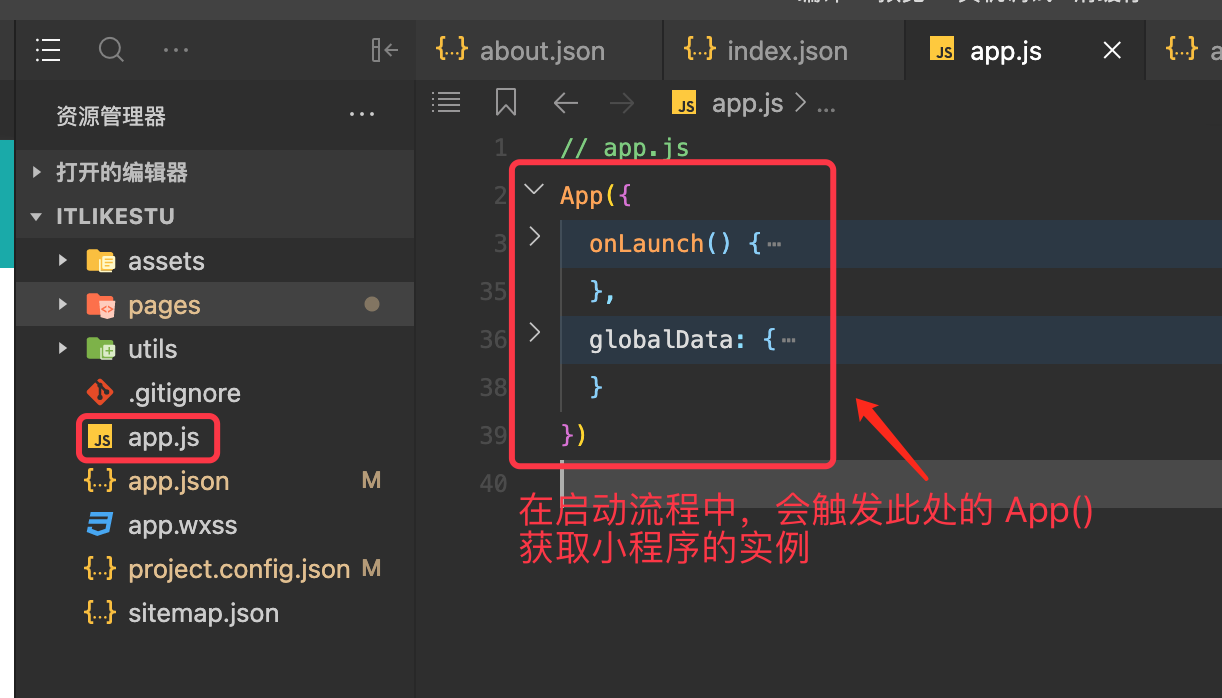 about.json
index.json
app.js
资源管理器
app.js > ...
打开的编辑器
ITLIKESTU
assets
pages
utils
.gitignore
JS app.js
app.json M
app.wxss
project.config.json M
sitemap.json
1 // app.js
2 App({
3 onLaunch() {
35 },
36 globalData: {
38 }
39 })
40
在启动流程中，会触发此处的 App()
获取小程序的实例